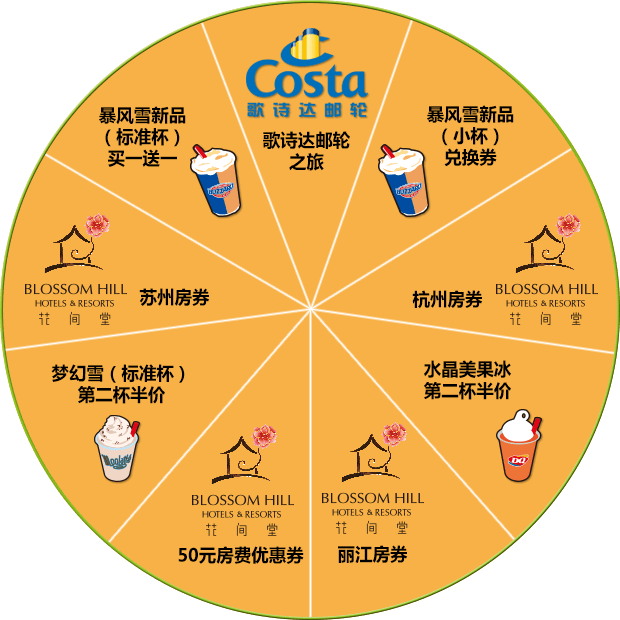 Costa
歌诗达邮轮
歌诗达邮轮
之旅
暴风雪新品
（小杯）
兑换券
BLOSSOM HILL
HOTELS & RESORTS
花间堂
杭州房券
水晶美果冰
第二杯半价
DQ
BLOSSOM HILL
HOTELS & RESORTS
花间堂
丽江房券
BLOSSOM HILL
HOTELS & RESORTS
花间堂
50元房费优惠券
梦幻雪（标准杯）
第二杯半价
BLOSSOM HILL
HOTELS & RESORTS
花间堂
苏州房券
暴风雪新品
（标准杯）
买一送一